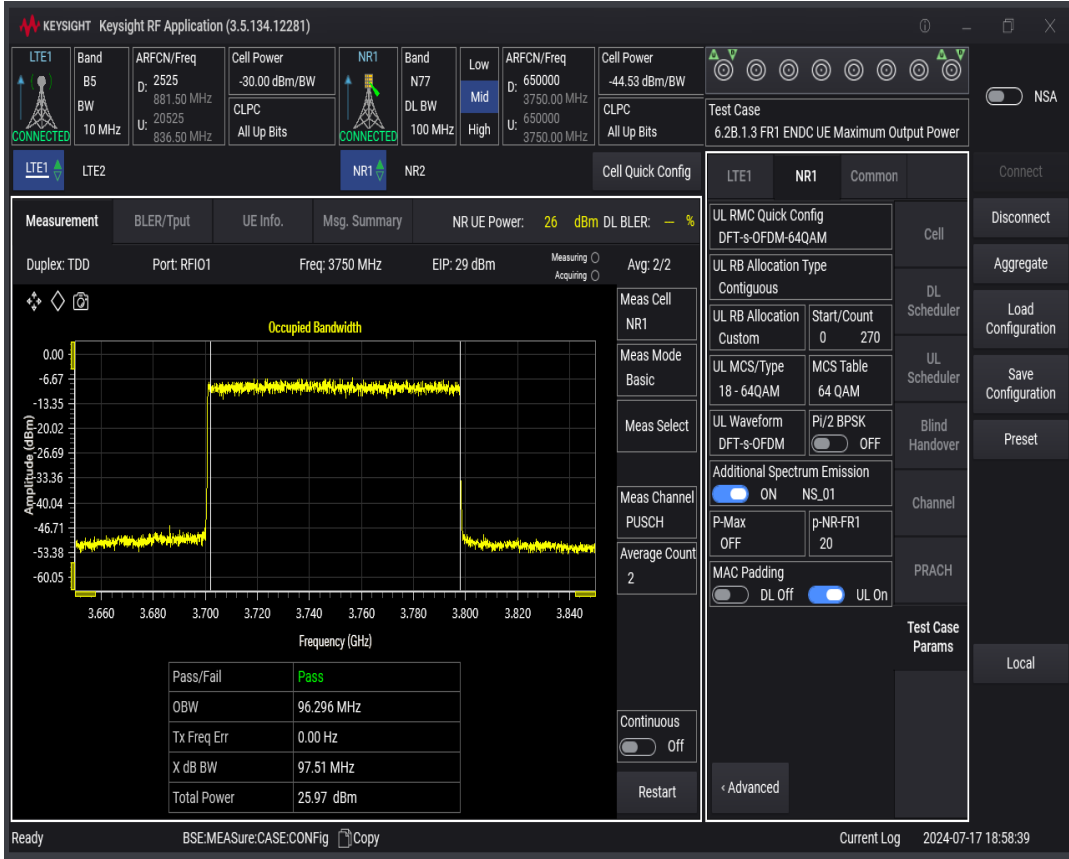 KEYSIGHT Keysight RF Application (3.5.134.12281)
LTE1
CONNECTED
Band
B5
BW
10 MHz
ARFCN/Freq
D: 2525
881.50 MHz
U: 20525
836.50 MHz
Cell Power
-30.00 dBm/BW
CLPC
All Up Bits
NR1
CONNECTED
Band
N77
DL BW
100 MHz
Low
Mid
High
ARFCN/Freq
D: 650000
3750.00 MHz
U: 650000
3750.00 MHz
Cell Power
-44.53 dBm/BW
CLPC
All Up Bits
A V A V
Test Case
6.2B.1.3 FR1 ENDC UE Maximum Output Power
NSA
LTE1 LTE2 NR1 NR2 Cell Quick Config
Measurement BLER/Tput UE Info. Msg. Summary NR UE Power: 26 dBm DL BLER: — %
Duplex: TDD Port: RFIO1 Freq: 3750 MHz EIP: 29 dBm Measuring Avg: 2/2
Acquiring
Occupied Bandwidth
Amplitude (dBm)
0.00
-6.67
-13.35
-20.02
-26.69
-33.36
-40.04
-46.71
-53.38
-60.05
3.660 3.680 3.700 3.720 3.740 3.760 3.780 3.800 3.820 3.840
Frequency (GHz)
Pass/Fail Pass
OBW 96.296 MHz
Tx Freq Err 0.00 Hz
X dB BW 97.51 MHz
Total Power 25.97 dBm
Meas Cell
NR1
Meas Mode
Basic
Meas Select
Meas Channel
PUSCH
Average Count
2
Continuous
Off
Restart
LTE1 NR1 Common
UL RMC Quick Config
DFT-s-OFDM-64QAM
UL RB Allocation Type
Contiguous
UL RB Allocation Start/Count
Custom 0 270
UL MCS/Type MCS Table
18 - 64QAM 64 QAM
UL Waveform Pi/2 BPSK
DFT-s-OFDM OFF
Additional Spectrum Emission
ON NS_01
P-Max p-NR-FR1
OFF 20
MAC Padding
DL Off UL On
‹ Advanced
Cell
DL
Scheduler
UL
Scheduler
Blind
Handover
Channel
PRACH
Test Case
Params
Connect
Disconnect
Aggregate
Load
Configuration
Save
Configuration
Preset
Local
Ready BSE:MEASure:CASE:CONFig Copy Current Log 2024-07-17 18:58:39